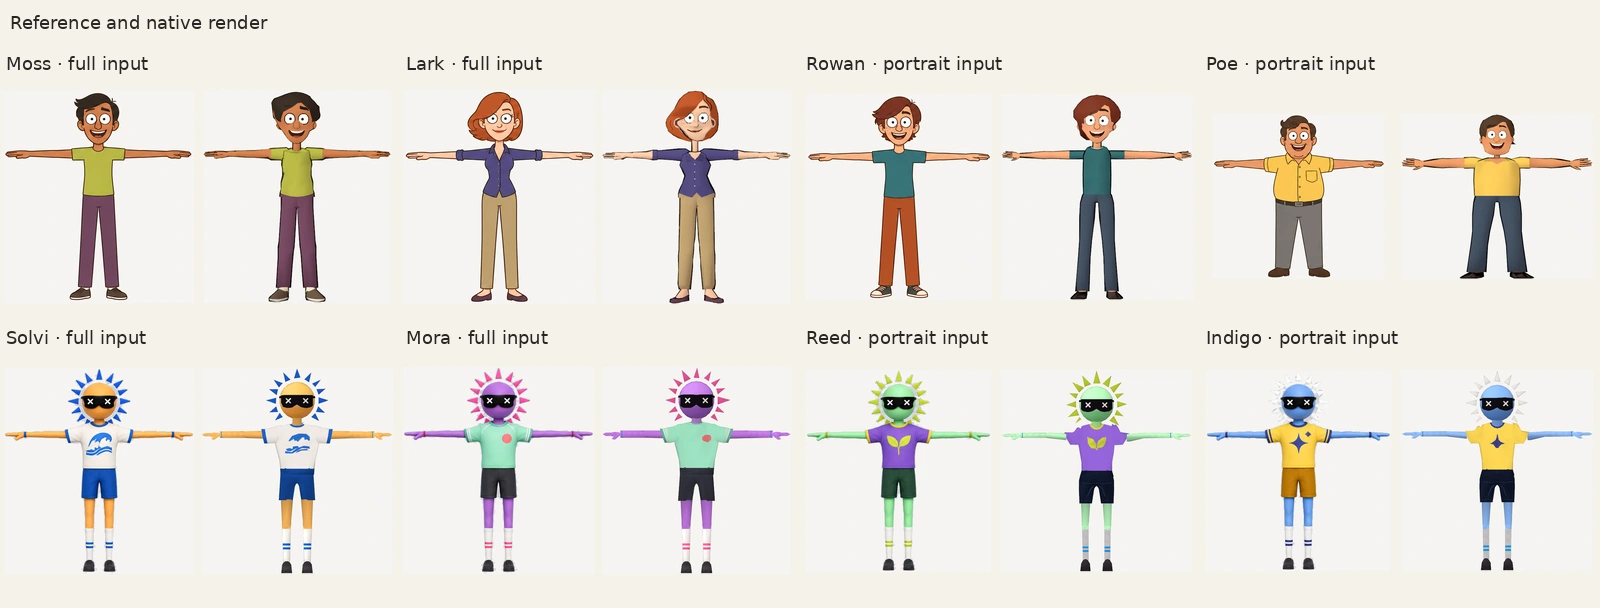 Reference and native render
Moss · full input
Lark · full input
Rowan · portrait input
Poe · portrait input
Solvi · full input
Mora · full input
Reed · portrait input
Indigo · portrait input